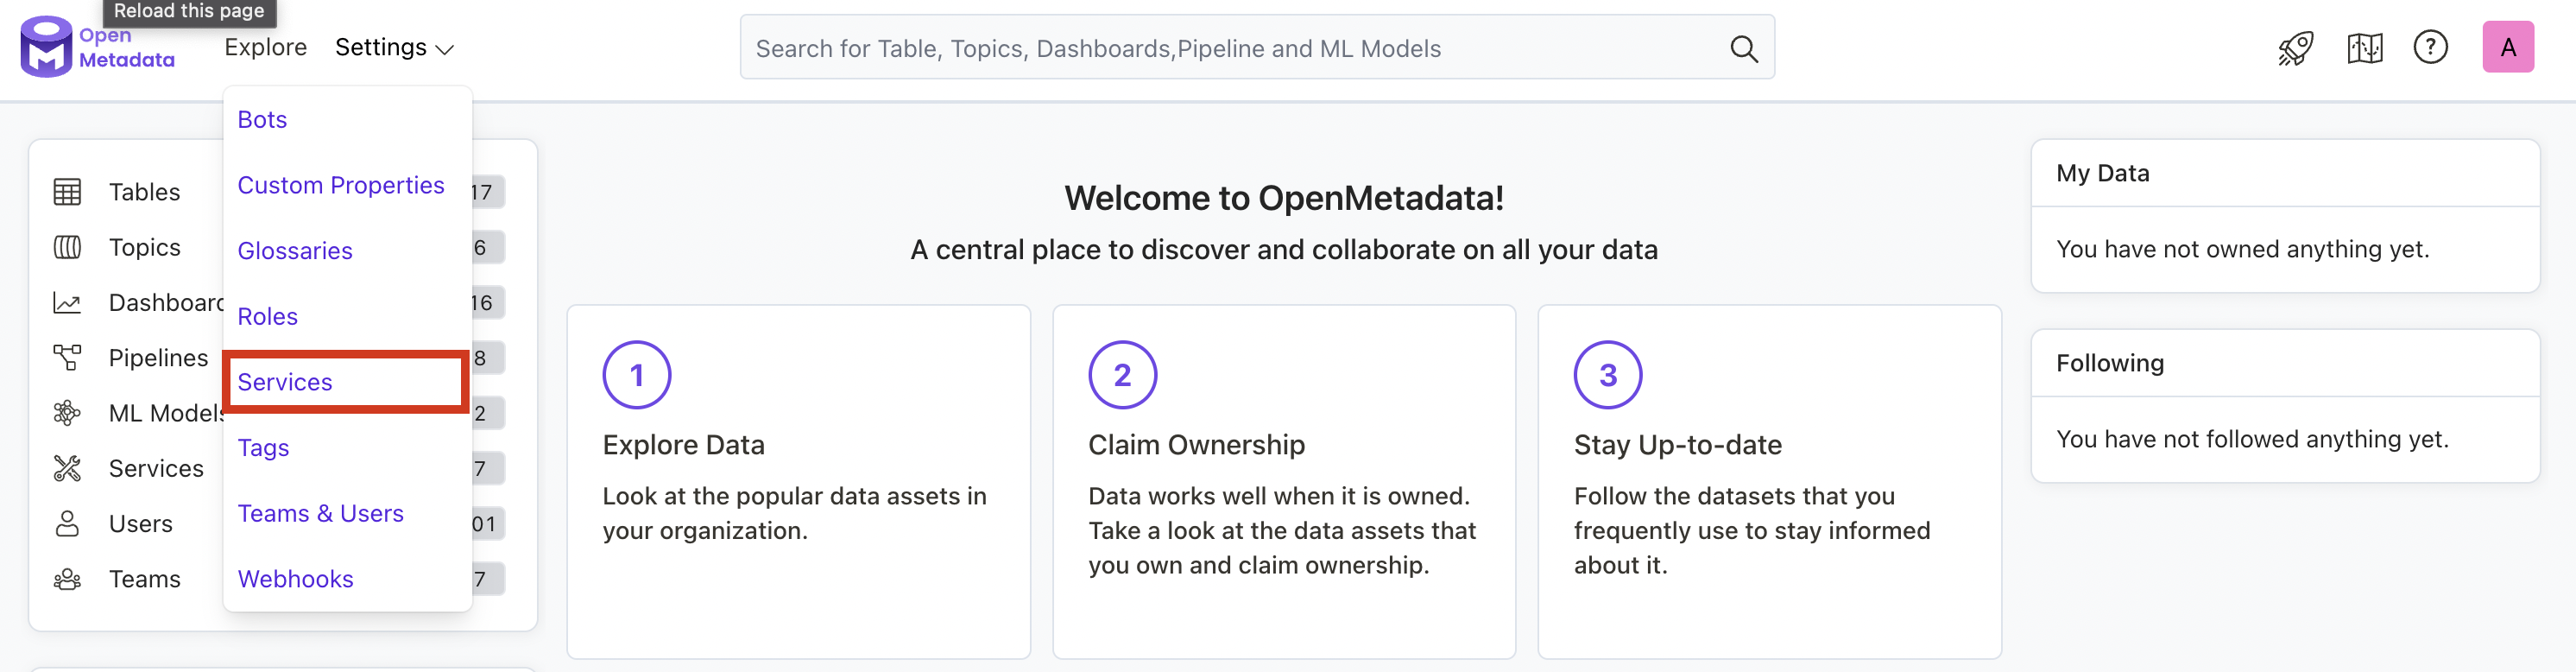 Reload this page
Open
Metadata
Explore
Settings
Search for Table, Topics, Dashboards,Pipeline and ML Models
?
A
Bots
Custom Properties
Glossaries
Roles
Services
Tags
Teams & Users
Webhooks
Tables 17
Topics 6
16
Pipelines 8
ML Models 2
Services 7
Users 01
Teams 7
Welcome to OpenMetadata!
A central place to discover and collaborate on all your data
1
Explore Data
Look at the popular data assets in
your organization.
2
Claim Ownership
Data works well when it is owned.
Take a look at the data assets that
you own and claim ownership.
3
Stay Up-to-date
Follow the datasets that you
frequently use to stay informed
about it.
My Data
You have not owned anything yet.
Following
You have not followed anything yet.